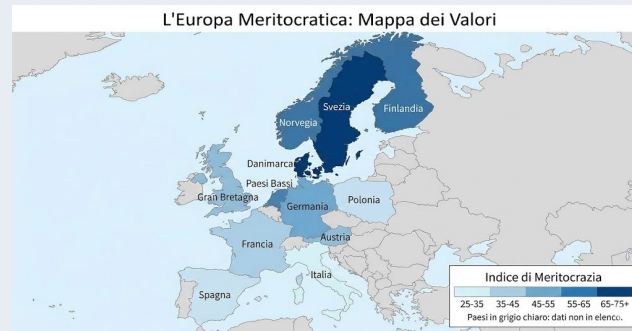 L'Europa Meritocratica: Mappa dei Valori
Svezia
Norvegia
Finlandia
Danimarca
Paesi Bassi
Gran Bretagna
Germania
Polonia
Francia
Austria
Italia
Spagna
Indice di Meritocrazia
25-35 35-45 45-55 55-65 65-75+
Paesi in grigio chiaro: dati non in elenco.